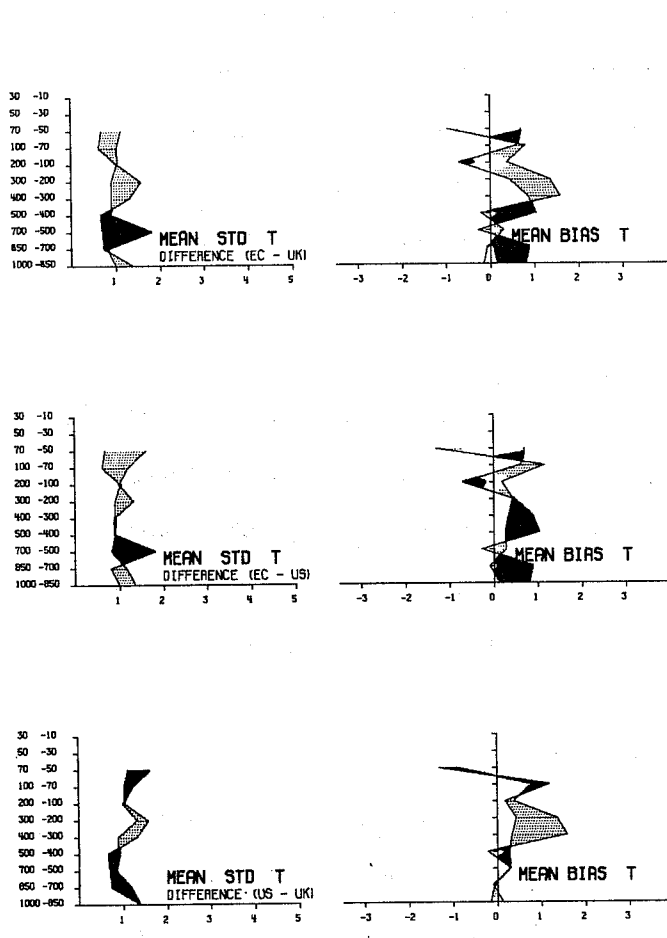 30 -10
50 -30
70 -50
100 -70
200 -100
300 -200
400 -300
500 -400
700 -500
850 -700
1000 -850
MEAN STD T
DIFFERENCE (EC - UK)
1 2 3 4 5
MEAN BIAS T
-3 -2 -1 0 1 2 3
30 -10
50 -30
70 -50
100 -70
200 -100
300 -200
400 -300
500 -400
700 -500
850 -700
1000 -850
MEAN STD T
DIFFERENCE (EC - US)
1 2 3 4 5
MEAN BIAS T
-3 -2 -1 0 1 2 3
30 -10
50 -30
70 -50
100 -70
200 -100
300 -200
400 -300
500 -400
700 -500
850 -700
1000 -850
MEAN STD T
DIFFERENCE (US - UK)
1 2 3 4 5
MEAN BIAS T
-3 -2 -1 0 1 2 3